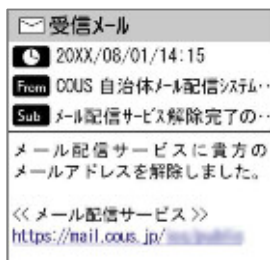 受信メール
20XX/08/01/14:15
From COUS 自治体メール配信システム‥
Sub メール配信サービス解除完了の‥
メール配信サービスに貴方の
メールアドレスを解除しました。
<< メール配信サービス >>
https://mail.cous.jp/